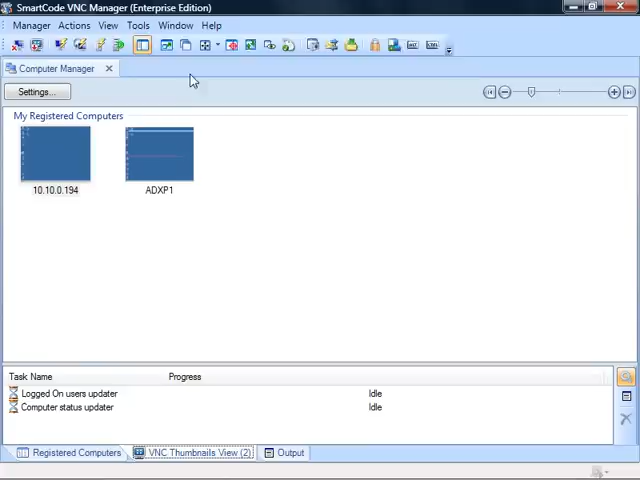 SmartCode VNC Manager (Enterprise Edition)
Manager Actions View Tools Window Help
Computer Manager
Settings...
My Registered Computers
10.10.0.194 ADXP1
Task Name Progress
Logged On users updater Idle
Computer status updater Idle
Registered Computers VNC Thumbnails View (2) Output